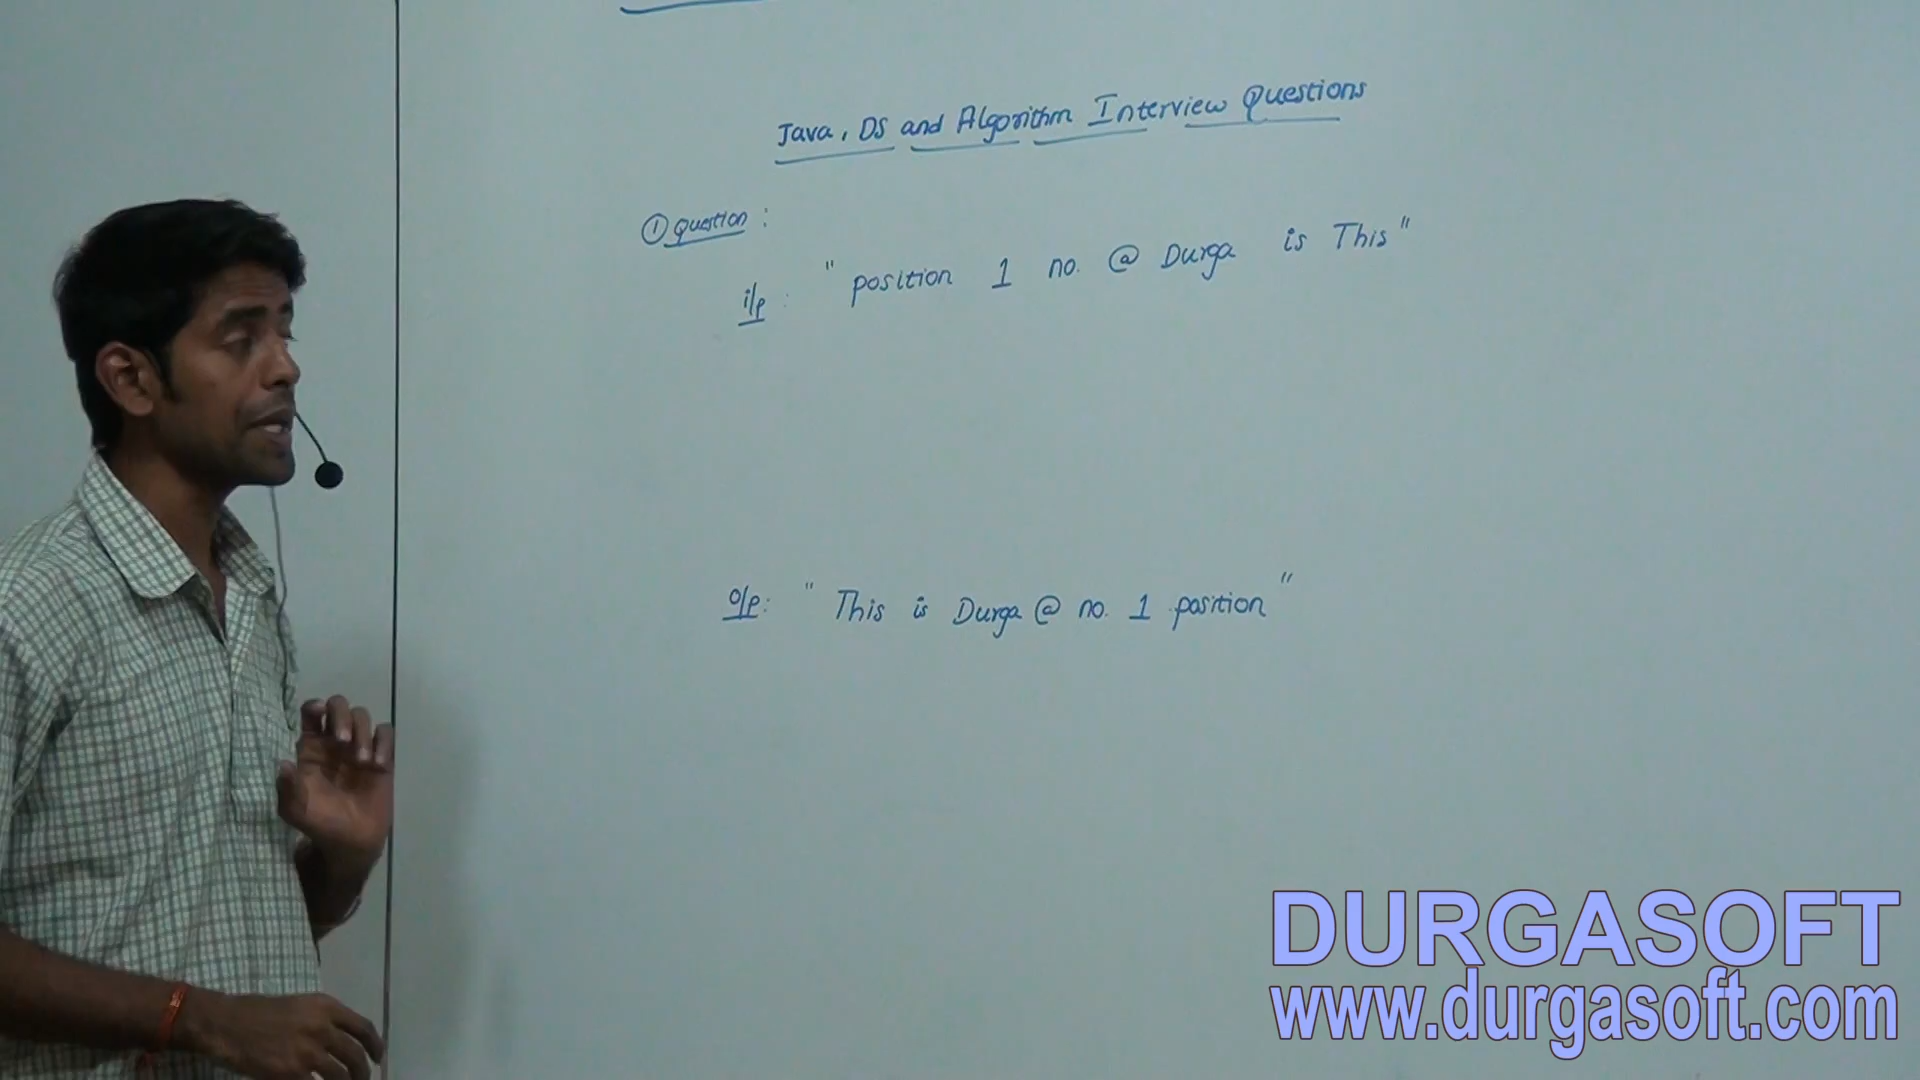 Java, DS and Algorithm Interview Questions
① Question :
i/p : " position 1 no. @ Durga is This "
o/p: " This is Durga @ no. 1 position "
DURGASOFT
www.durgasoft.com